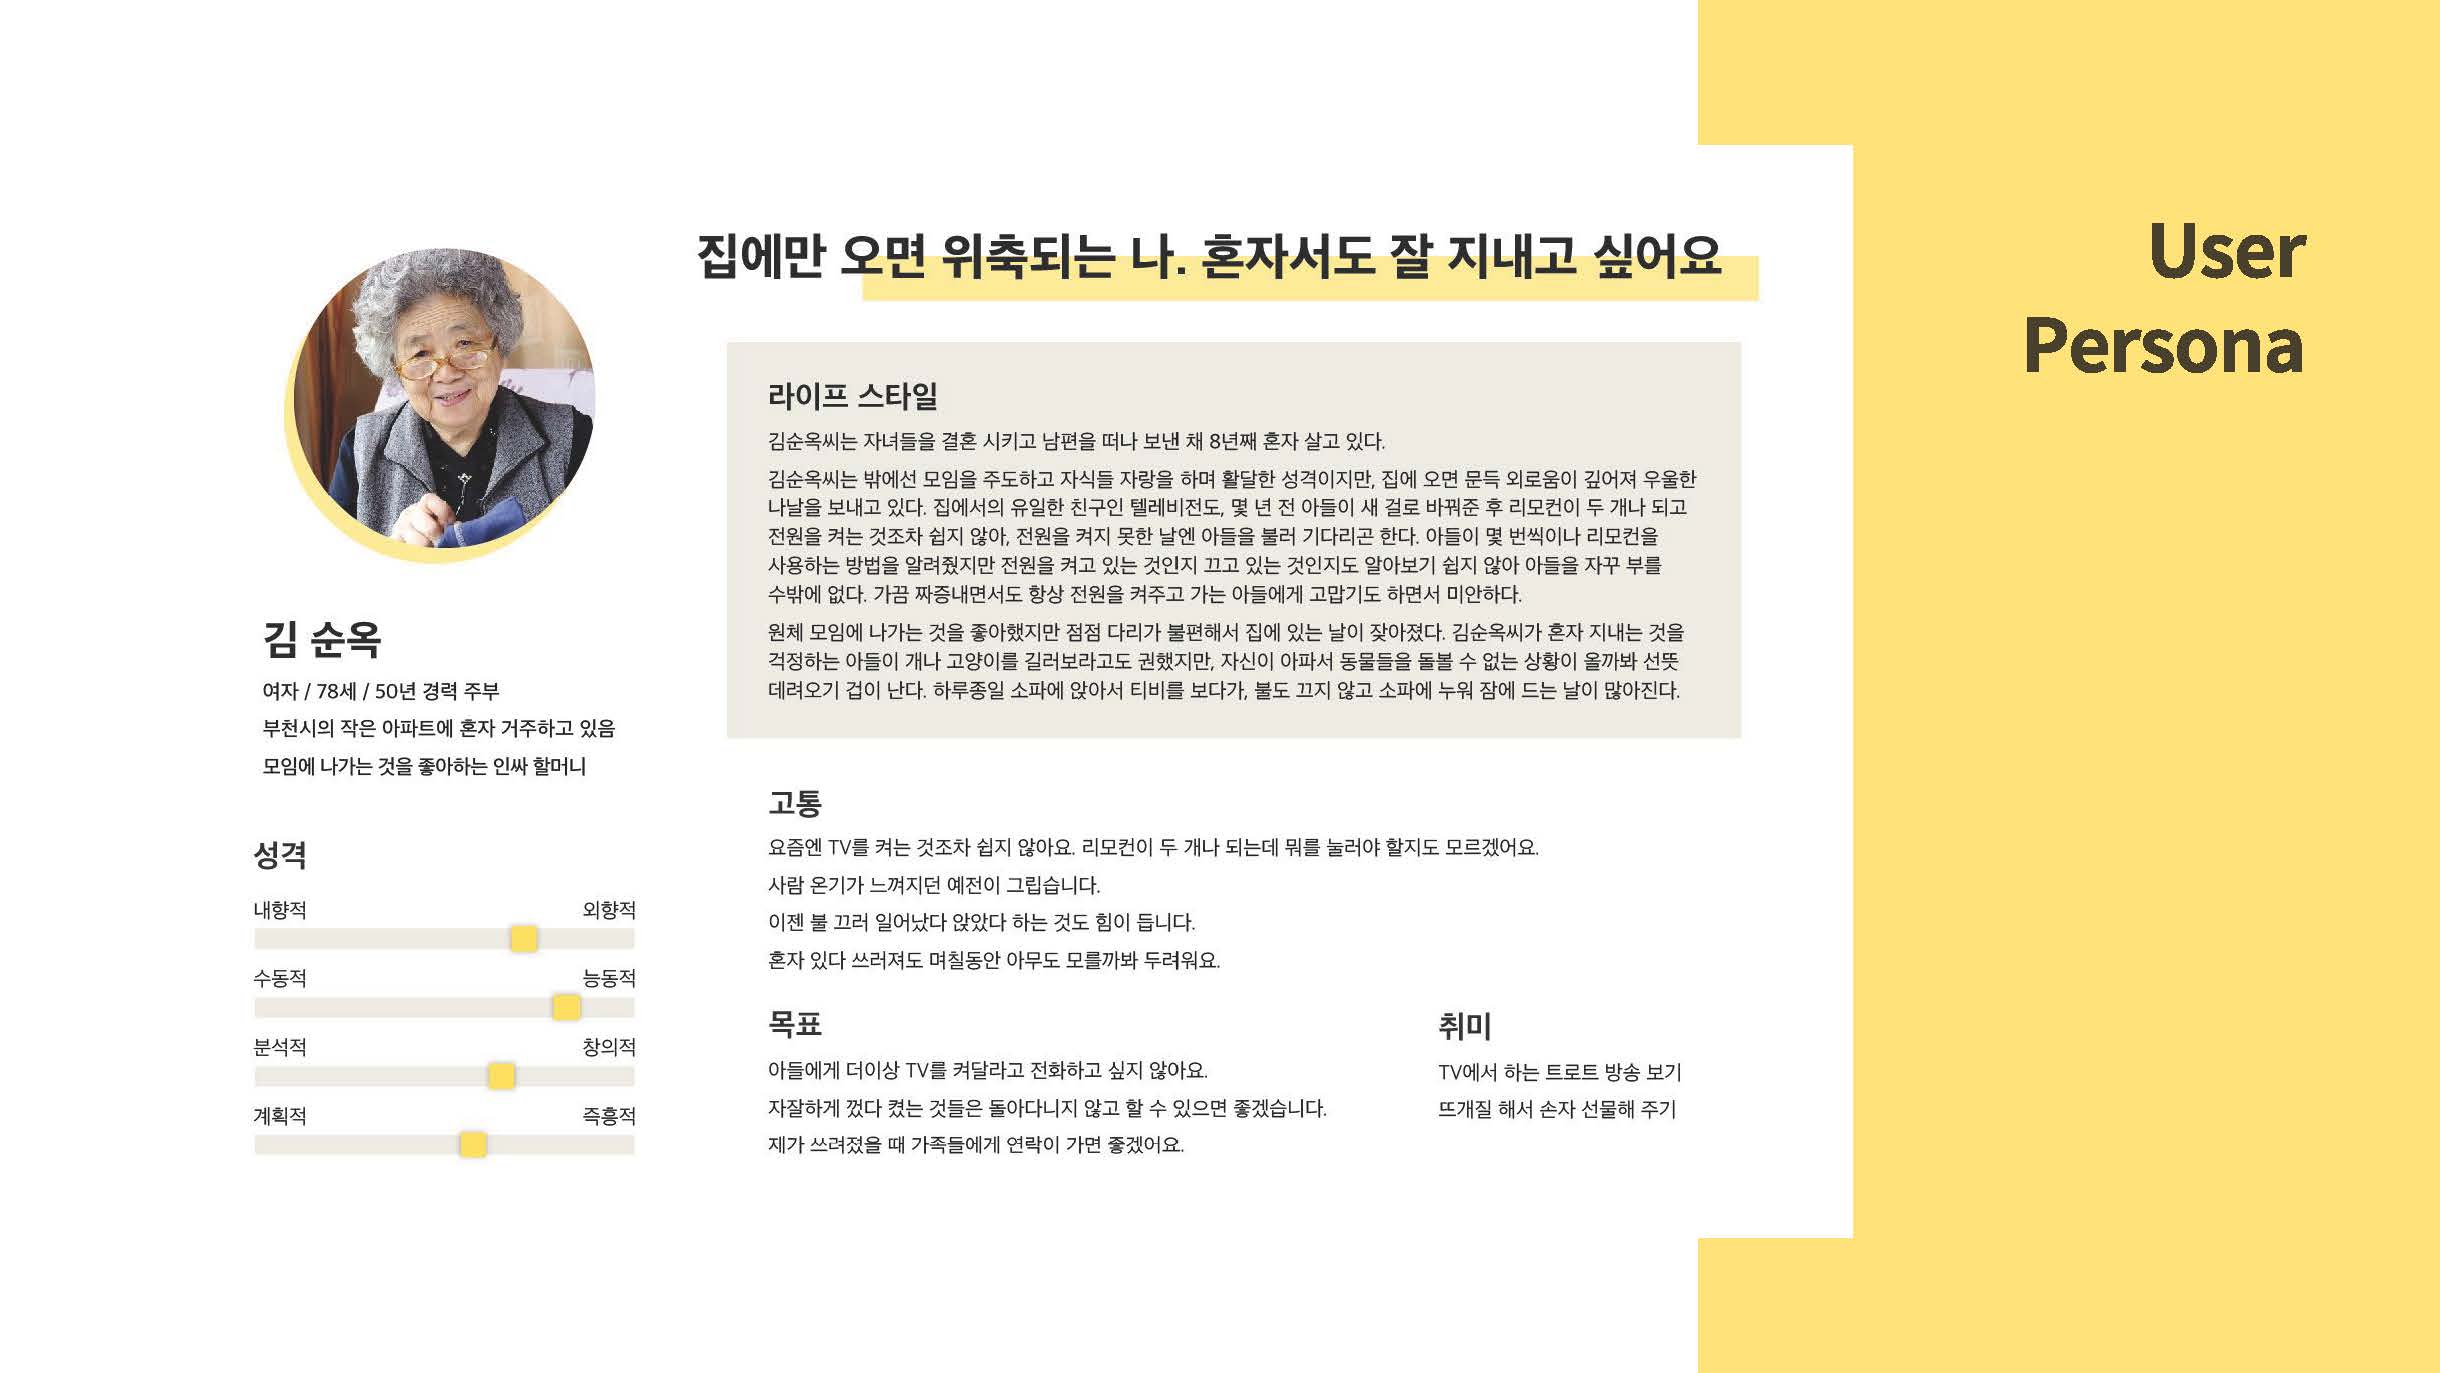 User
Persona
집에만 오면 위축되는 나. 혼자서도 잘 지내고 싶어요
김 순옥
여자 / 78세 / 50년 경력 주부
부천시의 작은 아파트에 혼자 거주하고 있음
모임에 나가는 것을 좋아하는 인싸 할머니
성격
내향적 외향적
수동적 능동적
분석적 창의적
계획적 즉흥적
라이프 스타일
김순옥씨는 자녀들을 결혼 시키고 남편을 떠나 보낸 채 8년째 혼자 살고 있다.
김순옥씨는 밖에선 모임을 주도하고 자식들 자랑을 하며 활달한 성격이지만, 집에 오면 문득 외로움이 깊어져 우울한
나날을 보내고 있다. 집에서의 유일한 친구인 텔레비전도, 몇 년 전 아들이 새 걸로 바꿔준 후 리모컨이 두 개나 되고
전원을 켜는 것조차 쉽지 않아, 전원을 켜지 못한 날엔 아들을 불러 기다리곤 한다. 아들이 몇 번씩이나 리모컨을
사용하는 방법을 알려줬지만 전원을 켜고 있는 것인지 끄고 있는 것인지도 알아보기 쉽지 않아 아들을 자꾸 부를
수밖에 없다. 가끔 짜증내면서도 항상 전원을 켜주고 가는 아들에게 고맙기도 하면서 미안하다.
원체 모임에 나가는 것을 좋아했지만 점점 다리가 불편해서 집에 있는 날이 잦아졌다. 김순옥씨가 혼자 지내는 것을
걱정하는 아들이 개나 고양이를 길러보라고도 권했지만, 자신이 아파서 동물들을 돌볼 수 없는 상황이 올까봐 선뜻
데려오기 겁이 난다. 하루종일 소파에 앉아서 티비를 보다가, 불도 끄지 않고 소파에 누워 잠에 드는 날이 많아진다.
고통
요즘엔 TV를 켜는 것조차 쉽지 않아요. 리모컨이 두 개나 되는데 뭐를 눌러야 할지도 모르겠어요.
사람 온기가 느껴지던 예전이 그립습니다.
이젠 불 끄러 일어났다 앉았다 하는 것도 힘이 듭니다.
혼자 있다 쓰러져도 며칠동안 아무도 모를까봐 두려워요.
목표
아들에게 더이상 TV를 켜달라고 전화하고 싶지 않아요.
자잘하게 껐다 켰는 것들은 돌아다니지 않고 할 수 있으면 좋겠습니다.
제가 쓰려졌을 때 가족들에게 연락이 가면 좋겠어요.
취미
TV에서 하는 트로트 방송 보기
뜨개질 해서 손자 선물해 주기